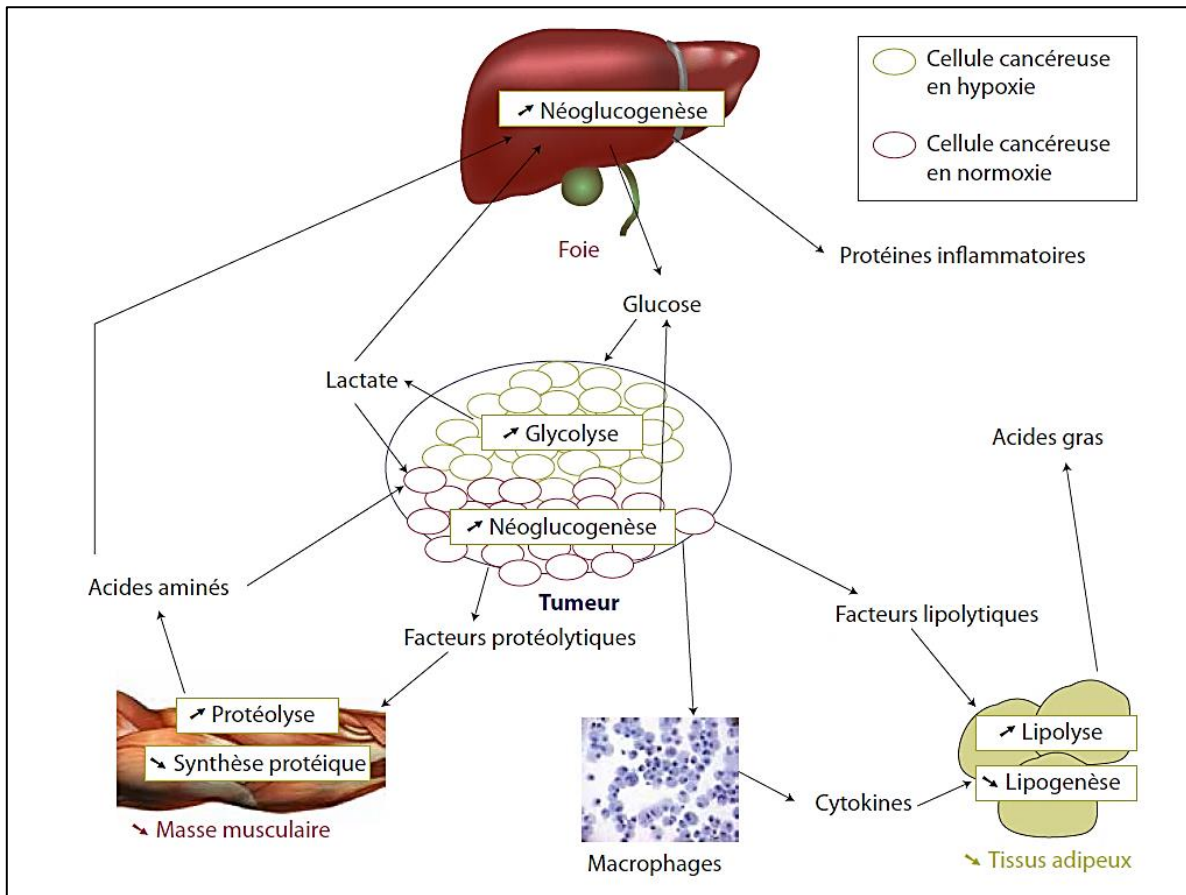 Cellule cancéreuse
en hypoxie
Cellule cancéreuse
en normoxie
Néoglucogenèse
Foie
Protéines inflammatoires
Glucose
Lactate
Glycolyse
Acides gras
Néoglucogenèse
Acides aminés
Tumeur
Facteurs protéolytiques
Facteurs lipolytiques
Protéolyse
Synthèse protéique
Lipolyse
Lipogenèse
Cytokines
Masse musculaire
Macrophages
Tissus adipeux